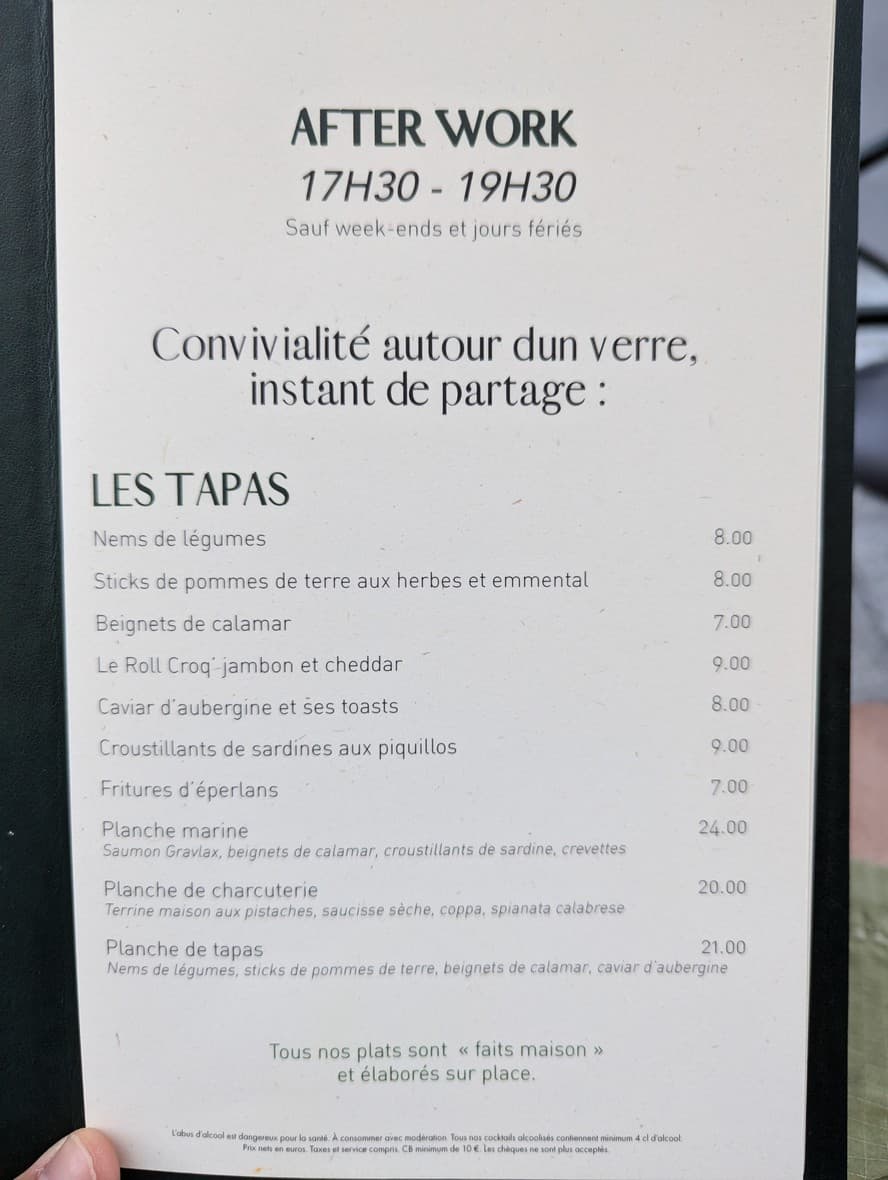 AFTER WORK
17H30 - 19H30
Sauf week-ends et jours fériés
Convivialité autour dun verre,
instant de partage :
LES TAPAS
Nems de légumes 8.00
Sticks de pommes de terre aux herbes et emmental 8.00
Beignets de calamar 7.00
Le Roll Croq'-jambon et cheddar 9.00
Caviar d'aubergine et ses toasts 8.00
Croustillants de sardines aux piquillos 9.00
Fritures d'éperlans 7.00
Planche marine 24.00
Saumon Gravlax, beignets de calamar, croustillants de sardine, crevettes
Planche de charcuterie 20.00
Terrine maison aux pistaches, saucisse sèche, coppa, spianata calabrese
Planche de tapas 21.00
Nems de légumes, sticks de pommes de terre, beignets de calamar, caviar d'aubergine
Tous nos plats sont « faits maison »
et élaborés sur place.
L'abus d'alcool est dangereux pour la santé. À consommer avec modération. Tous nos cocktails alcoolisés contiennent minimum 4 cl d'alcool.
Prix nets en euros. Taxes et service compris. CB minimum de 10 €. Les chèques ne sont plus acceptés.